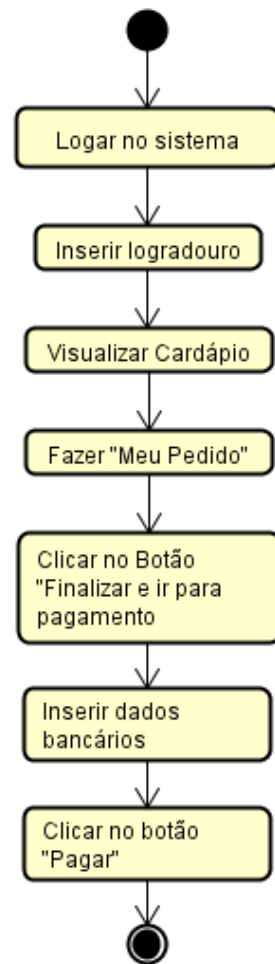 Logar no sistema
Inserir logradouro
Visualizar Cardápio
Fazer "Meu Pedido"
Clicar no Botão
"Finalizar e ir para
pagamento
Inserir dados
bancários
Clicar no botão
"Pagar"